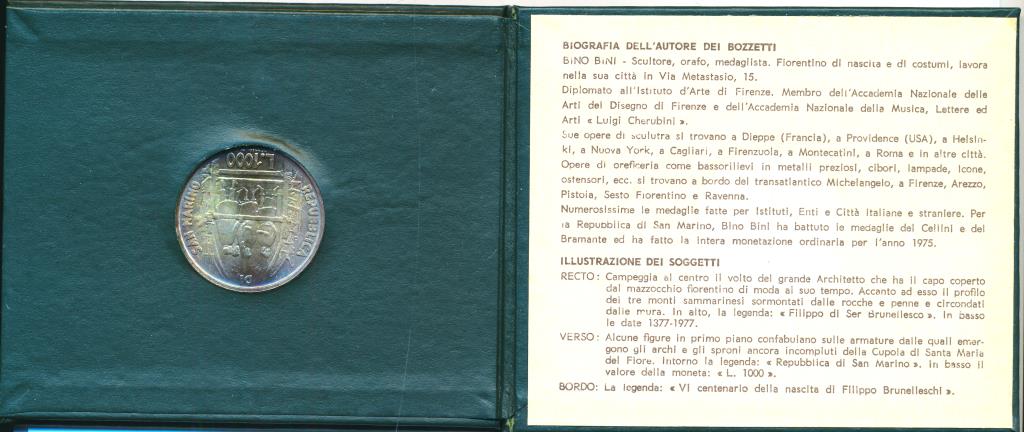 L.1000
REPUBBLICA
DI
SAN MARINO
BIOGRAFIA DELL'AUTORE DEI BOZZETTI
BINO BINI - Scultore, orafo, medaglista. Fiorentino di nascita e di costumi, lavora
nella sua città in Via Metastasio, 15.
Diplomato all'Istituto d'Arte di Firenze. Membro dell'Accademia Nazionale delle
Arti del Disegno di Firenze e dell'Accademia Nazionale della Musica, Lettere ed
Arti « Luigi Cherubini ».
Sue opere di sculutra si trovano a Dieppe (Francia), a Providence (USA), a Helsin-
ki, a Nuova York, a Cagliari, a Firenzuola, a Montecatini, a Roma e in altre città.
Opere di oreficeria come bassorilievi in metalli preziosi, cibori, lampade, icone,
ostensori, ecc. si trovano a bordo del transatlantico Michelangelo, a Firenze, Arezzo,
Pistoia, Sesto Fiorentino e Ravenna.
Numerosissime le medaglie fatte per Istituti, Enti e Città Italiane e straniere. Per
la Repubblica di San Marino, Bino Bini ha battuto le medaglie del Cellini e del
Bramante ed ha fatto la intera monetazione ordinaria per l'anno 1975.
ILLUSTRAZIONE DEI SOGGETTI
RECTO: Campeggia al centro il volto del grande Architetto che ha il capo coperto
dal mazzocchio fiorentino di moda al suo tempo. Accanto ad esso il profilo
dei tre monti sammarinesi sormontati dalle rocche e penne e circondati
dalle mura. In alto, la legenda: « Filippo di Ser Brunellesco ». In basso
le date 1377-1977.
VERSO: Alcune figure in primo piano confabulano sulle armature dalle quali emer-
gono gli archi e gli sproni ancora incompiuti della Cupola di Santa Maria
del Fiore. Intorno la legenda: « Repubblica di San Marino ». In basso il
valore della moneta: « L. 1000 ».
BORDO: La legenda: « VI centenario della nascita di Filippo Brunelleschi ».